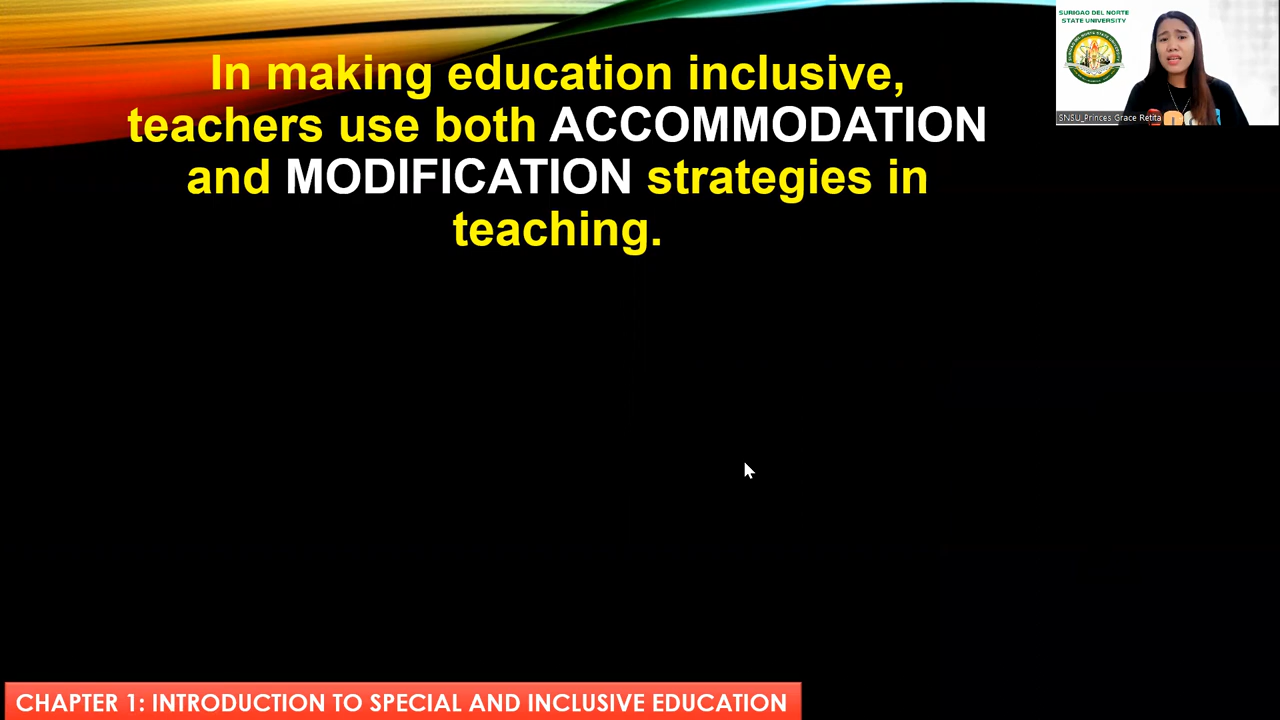 In making education inclusive,
teachers use both ACCOMMODATION
and MODIFICATION strategies in
teaching.
SURIGAO DEL NORTE
STATE UNIVERSITY
SNSU_Princes Grace Retita
CHAPTER 1: INTRODUCTION TO SPECIAL AND INCLUSIVE EDUCATION